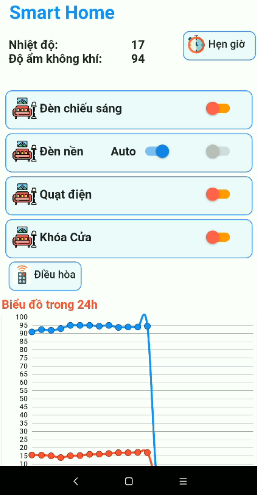 Smart Home
Nhiệt độ: 17
Độ ẩm không khí: 94
Hẹn giờ
Đèn chiếu sáng
Đèn nền Auto
Quạt điện
Khóa Cửa
Điều hòa
Biểu đồ trong 24h
100
95
90
85
80
75
70
65
60
55
50
45
40
35
30
25
20
15
10